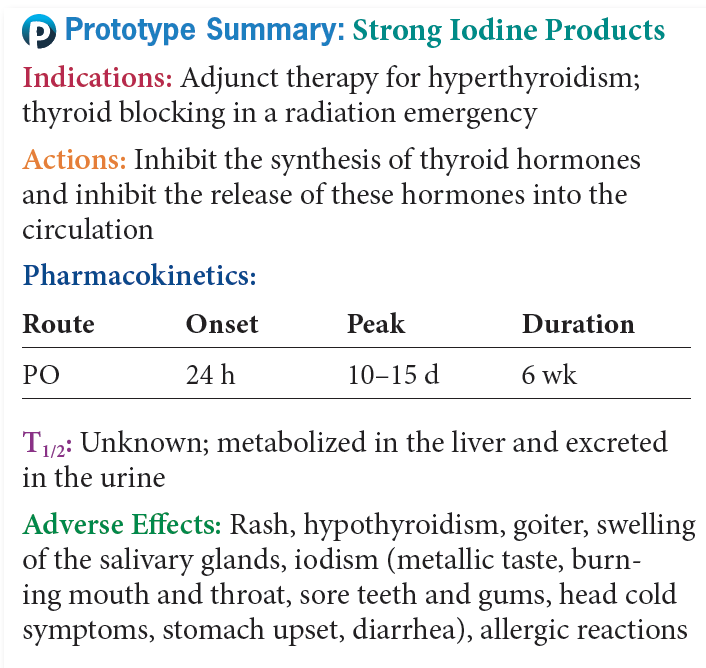 P Prototype Summary: Strong Iodine Products
Indications: Adjunct therapy for hyperthyroidism;
thyroid blocking in a radiation emergency
Actions: Inhibit the synthesis of thyroid hormones
and inhibit the release of these hormones into the
circulation
Pharmacokinetics:
Route Onset Peak Duration
PO 24 h 10–15 d 6 wk
T1/2: Unknown; metabolized in the liver and excreted
in the urine
Adverse Effects: Rash, hypothyroidism, goiter, swelling
of the salivary glands, iodism (metallic taste, burn-
ing mouth and throat, sore teeth and gums, head cold
symptoms, stomach upset, diarrhea), allergic reactions